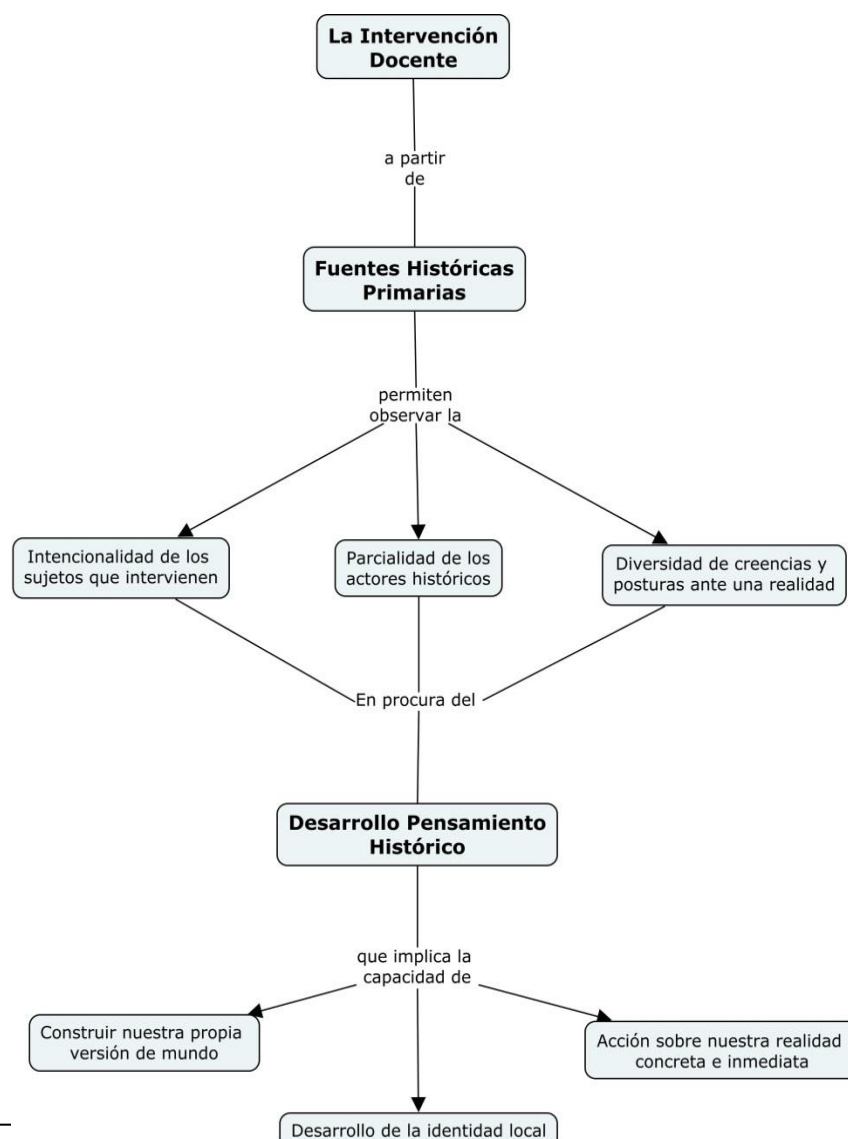 La Intervención
Docente
a partir
de
Fuentes Históricas
Primarias
permiten
observar la
Intencionalidad de los
sujetos que intervienen
Parcialidad de los
actores históricos
Diversidad de creencias y
posturas ante una realidad
En procura del
Desarrollo Pensamiento
Histórico
que implica la
capacidad de
Construir nuestra propia
versión de mundo
Acción sobre nuestra realidad
concreta e inmediata
Desarrollo de la identidad local